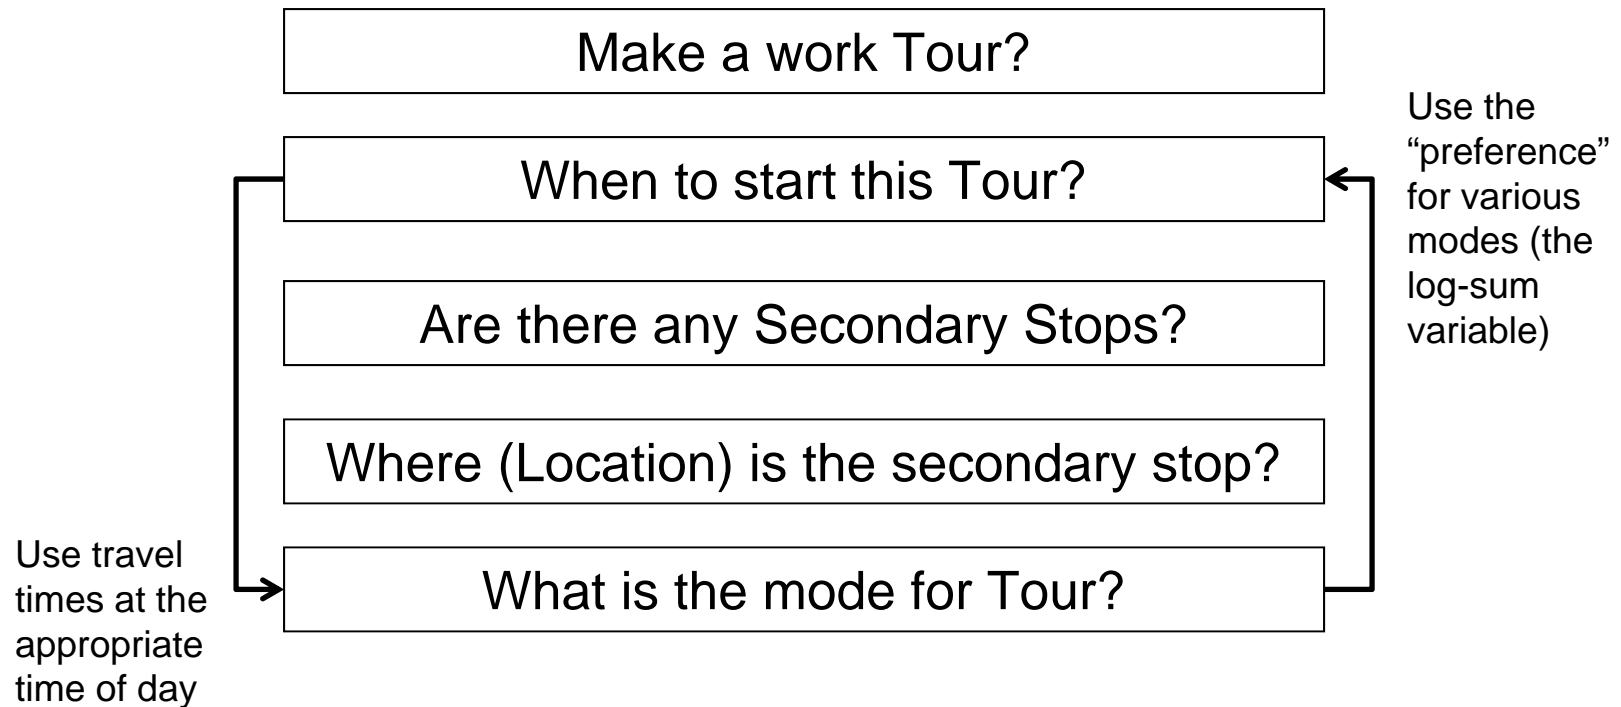 Make a work Tour?
When to start this Tour?
Are there any Secondary Stops?
Where (Location) is the secondary stop?
What is the mode for Tour?
Use the
“preference”
for various
modes (the
log-sum
variable)
Use travel
times at the
appropriate
time of day